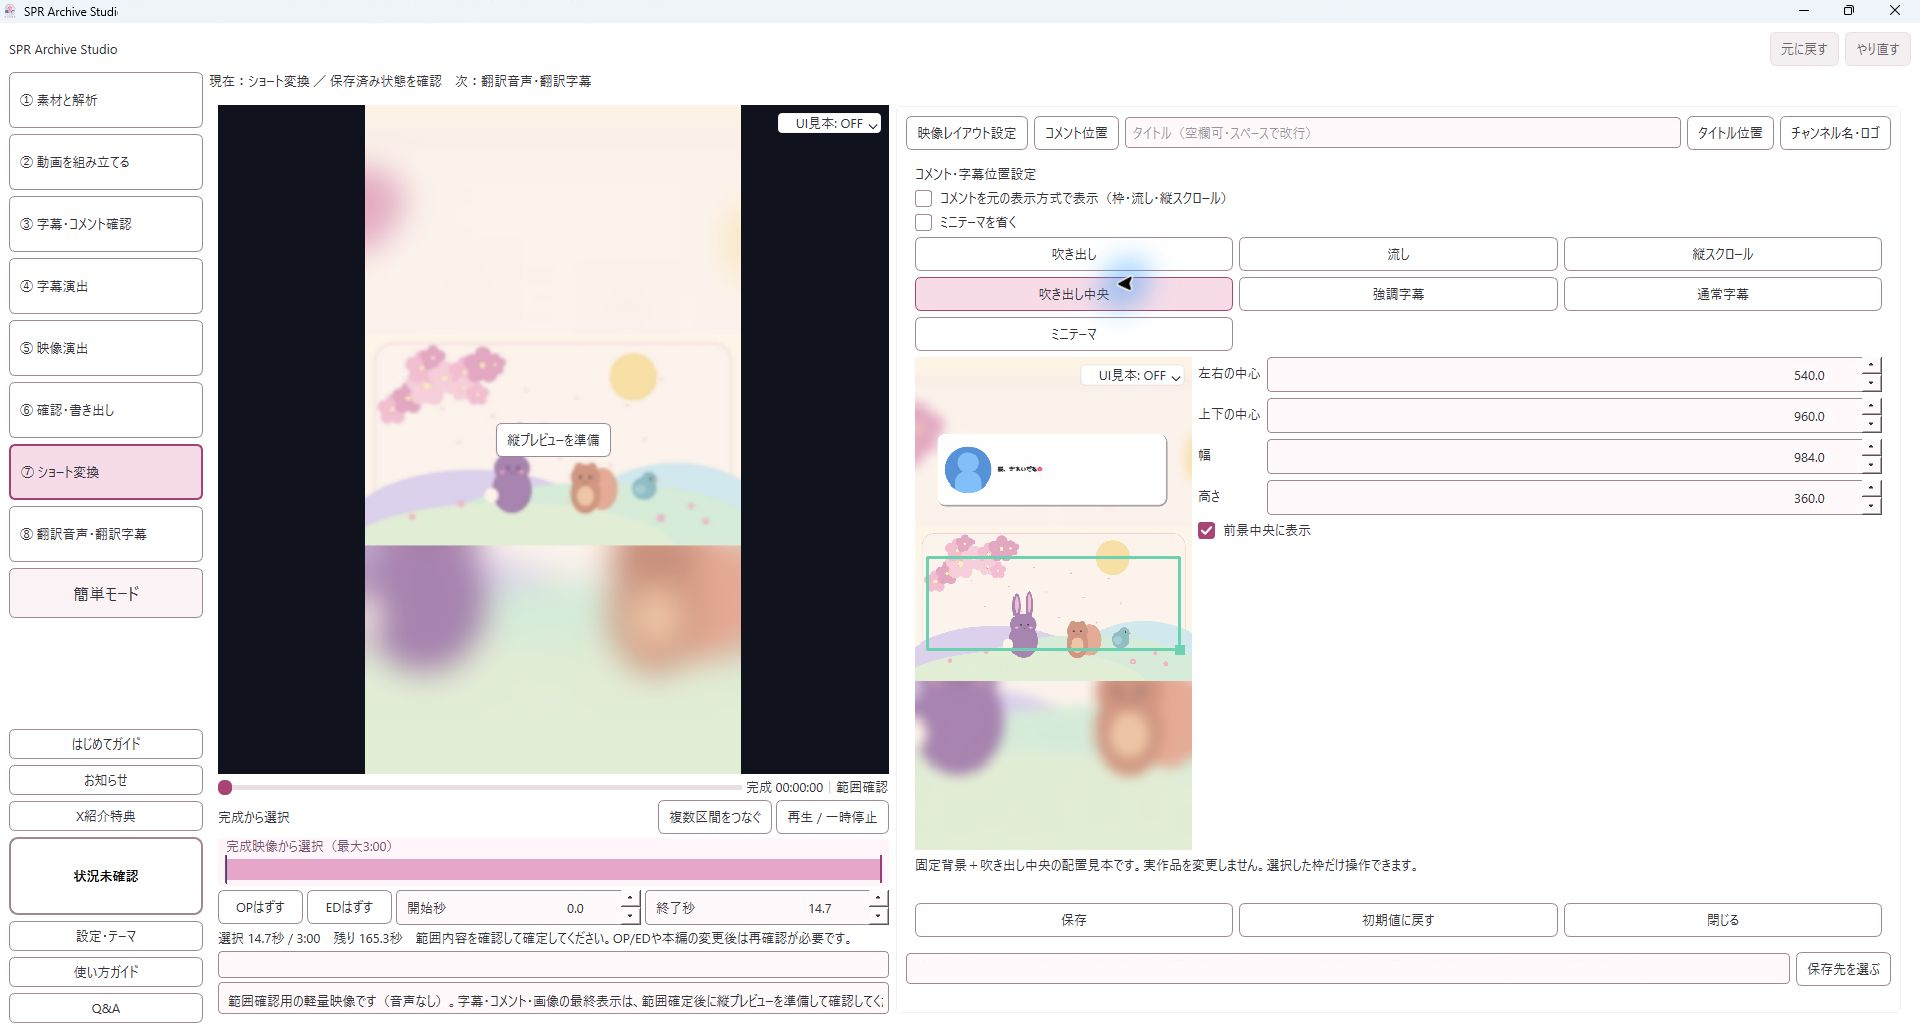 SPR Archive Studi
SPR Archive Studio
元に戻す
やり直す
① 素材と解析
② 動画を組み立てる
③ 字幕・コメント確認
④ 字幕演出
⑤ 映像演出
⑥ 確認・書き出し
⑦ ショート変換
⑧ 翻訳音声・翻訳字幕
簡単モード
はじめてガイド
お知らせ
X紹介特典
状況未確認
設定・テーマ
使い方ガイド
Q&A
現在：ショート変換 ／ 保存済み状態を確認　次：翻訳音声・翻訳字幕
UI見本: OFF
縦プレビューを準備
完成 00:00:00
範囲確認
完成から選択
複数区間をつなぐ
再生 / 一時停止
完成映像から選択（最大3:00）
OPはずす
EDはずす
開始秒 0.0
終了秒 14.7
選択 14.7秒 / 3:00　残り 165.3秒　範囲内容を確認して確定してください。OP/EDや本編の変更後は再確認が必要です。
範囲確認用の軽量映像です（音声なし）。字幕・コメント・画像の最終表示は、範囲確定後に縦プレビューを準備して確認してく
映像レイアウト設定
コメント位置
タイトル（空欄可・スペースで改行）
タイトル位置
チャンネル名・ロゴ
コメント・字幕位置設定
コメントを元の表示方式で表示（枠・流し・縦スクロール）
ミニテーマを省く
吹き出し
流し
縦スクロール
吹き出し中央
強調字幕
通常字幕
ミニテーマ
UI見本: OFF
左右の中心 540.0
上下の中心 960.0
幅 984.0
高さ 360.0
前景中央に表示
固定背景＋吹き出し中央の配置見本です。実作品を変更しません。選択した枠だけ操作できます。
保存
初期値に戻す
閉じる
保存先を選ぶ